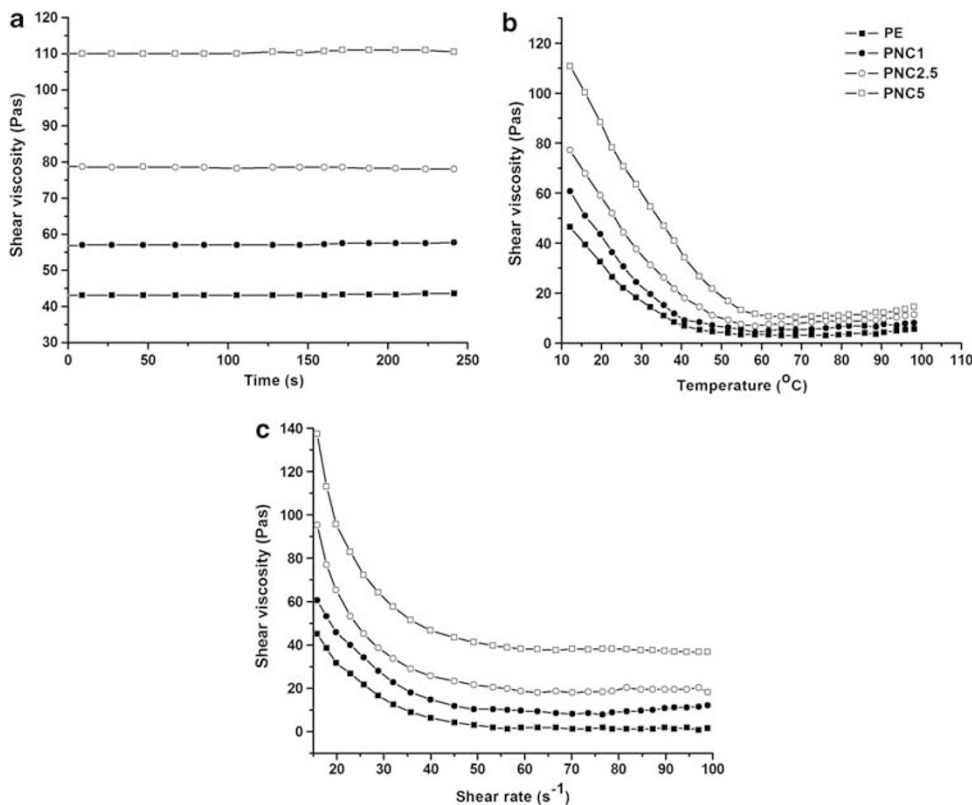 a
120
110
100
90
80
70
60
50
40
30
Shear viscosity (Pas)
0 50 100 150 200 250
Time (s)
b
120
100
80
60
40
20
0
Shear viscosity (Pas)
10 20 30 40 50 60 70 80 90 100 110
Temperature (°C)
PE
PNC1
PNC2.5
PNC5
c
140
120
100
80
60
40
20
0
Shear viscosity (Pas)
20 30 40 50 60 70 80 90 100
Shear rate (s⁻¹)